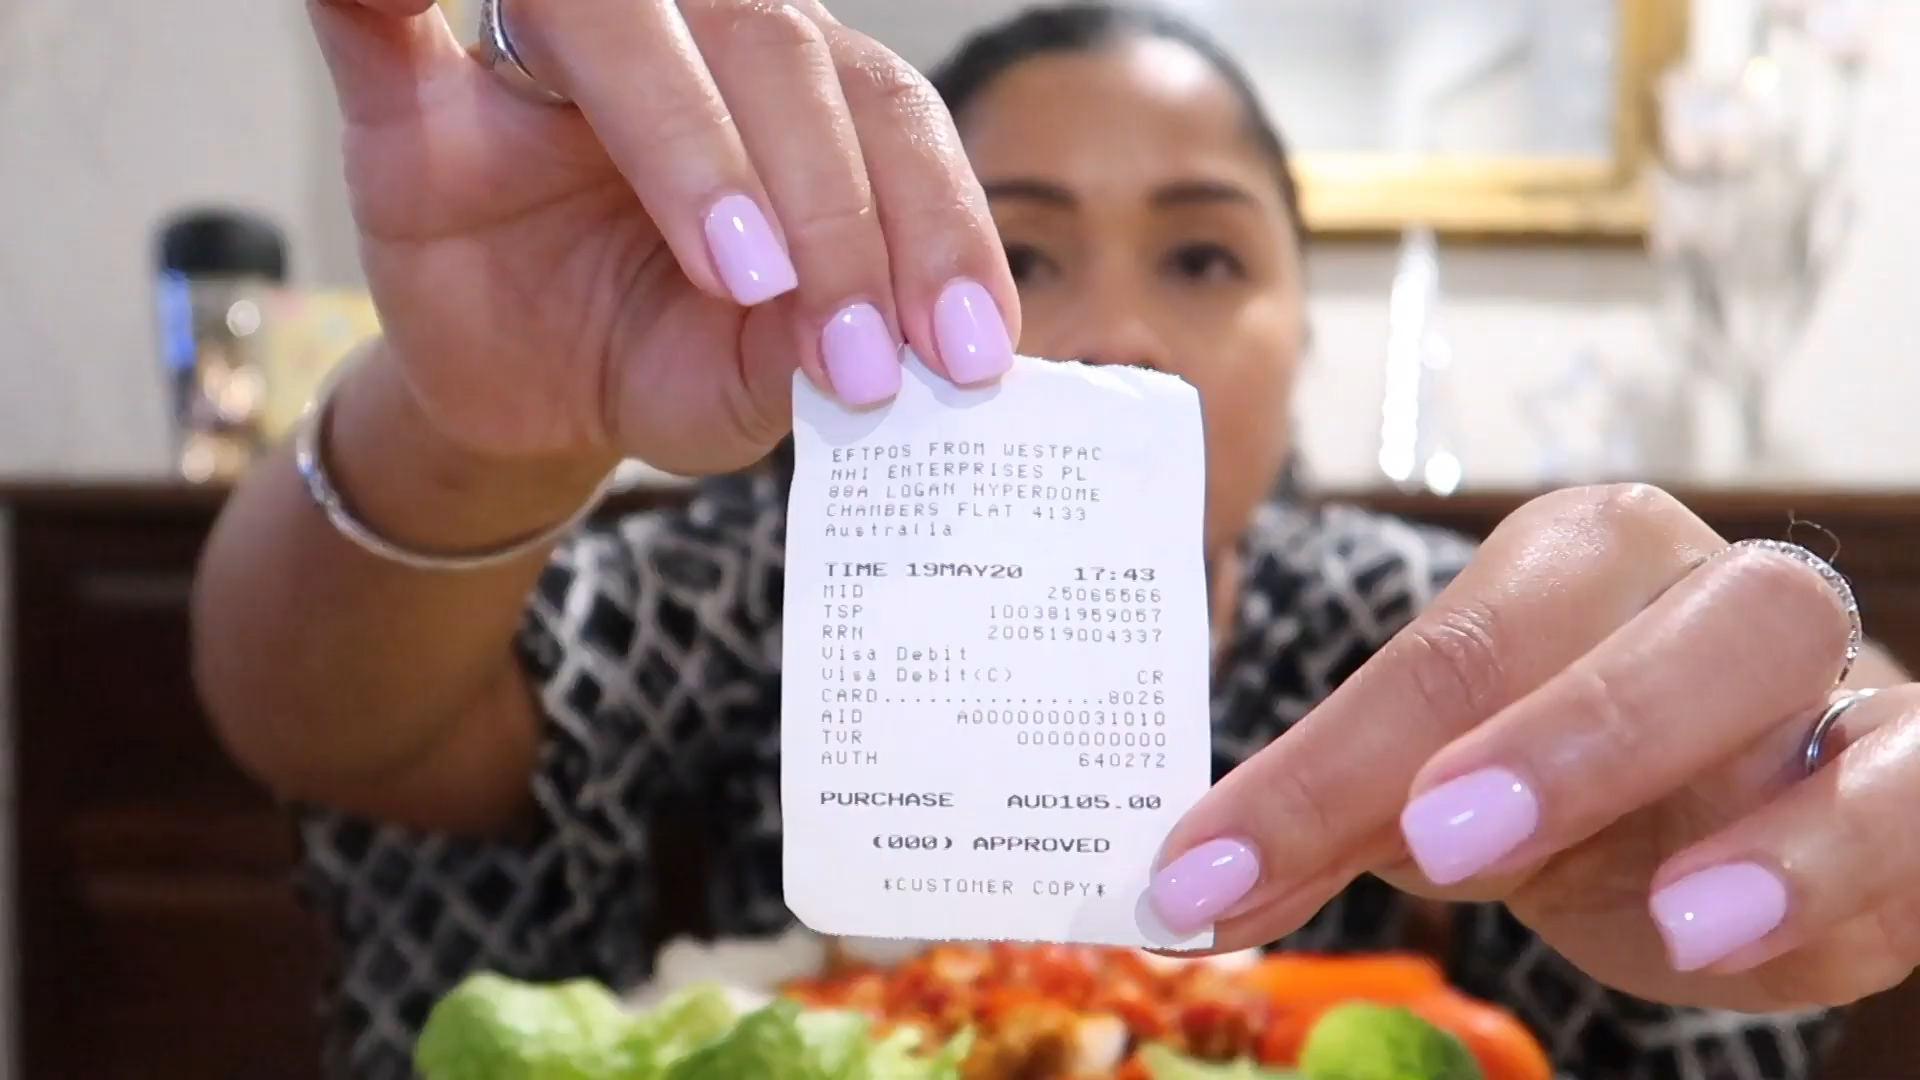 EFTPOS FROM WESTPAC
NHI ENTERPRISES PL
88A LOGAN HYPERDOME
CHAMBERS FLAT 4133
Australia
TIME 19MAY20 17:43
MID 25065566
TSP 100381959057
RRN 200519004337
Visa Debit
Visa Debit(C) CR
CARD...............8026
AID A0000000031010
TVR 0000000000
AUTH 640272
PURCHASE AUD105.00
(000) APPROVED
*CUSTOMER COPY*